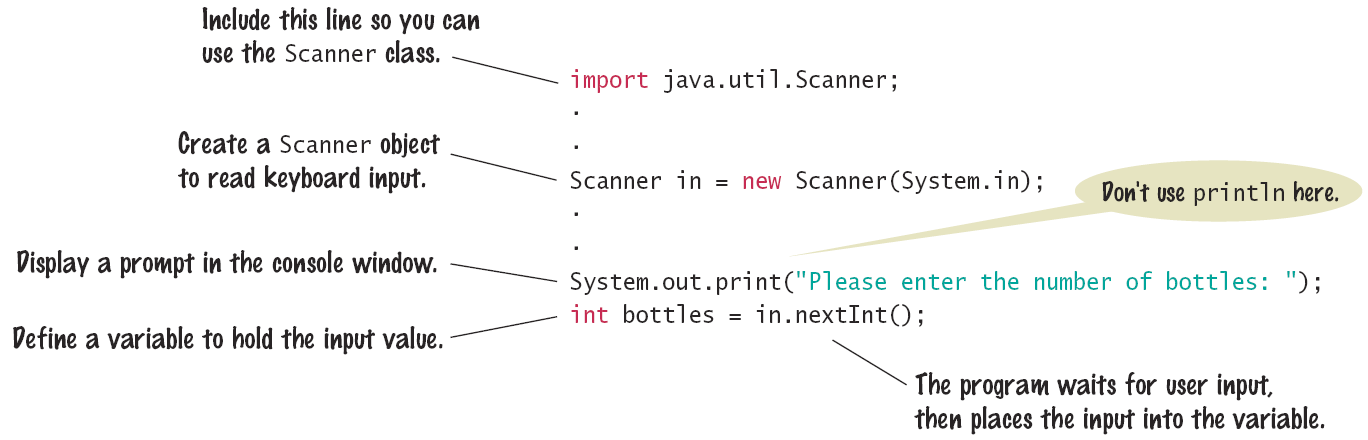 Include this line so you can
use the Scanner class.
import java.util.Scanner;
.
.
Create a Scanner object
to read keyboard input.
Scanner in = new Scanner(System.in);
Don't use println here.
.
.
Display a prompt in the console window.
System.out.print("Please enter the number of bottles: ");
Define a variable to hold the input value.
int bottles = in.nextInt();
The program waits for user input,
then places the input into the variable.